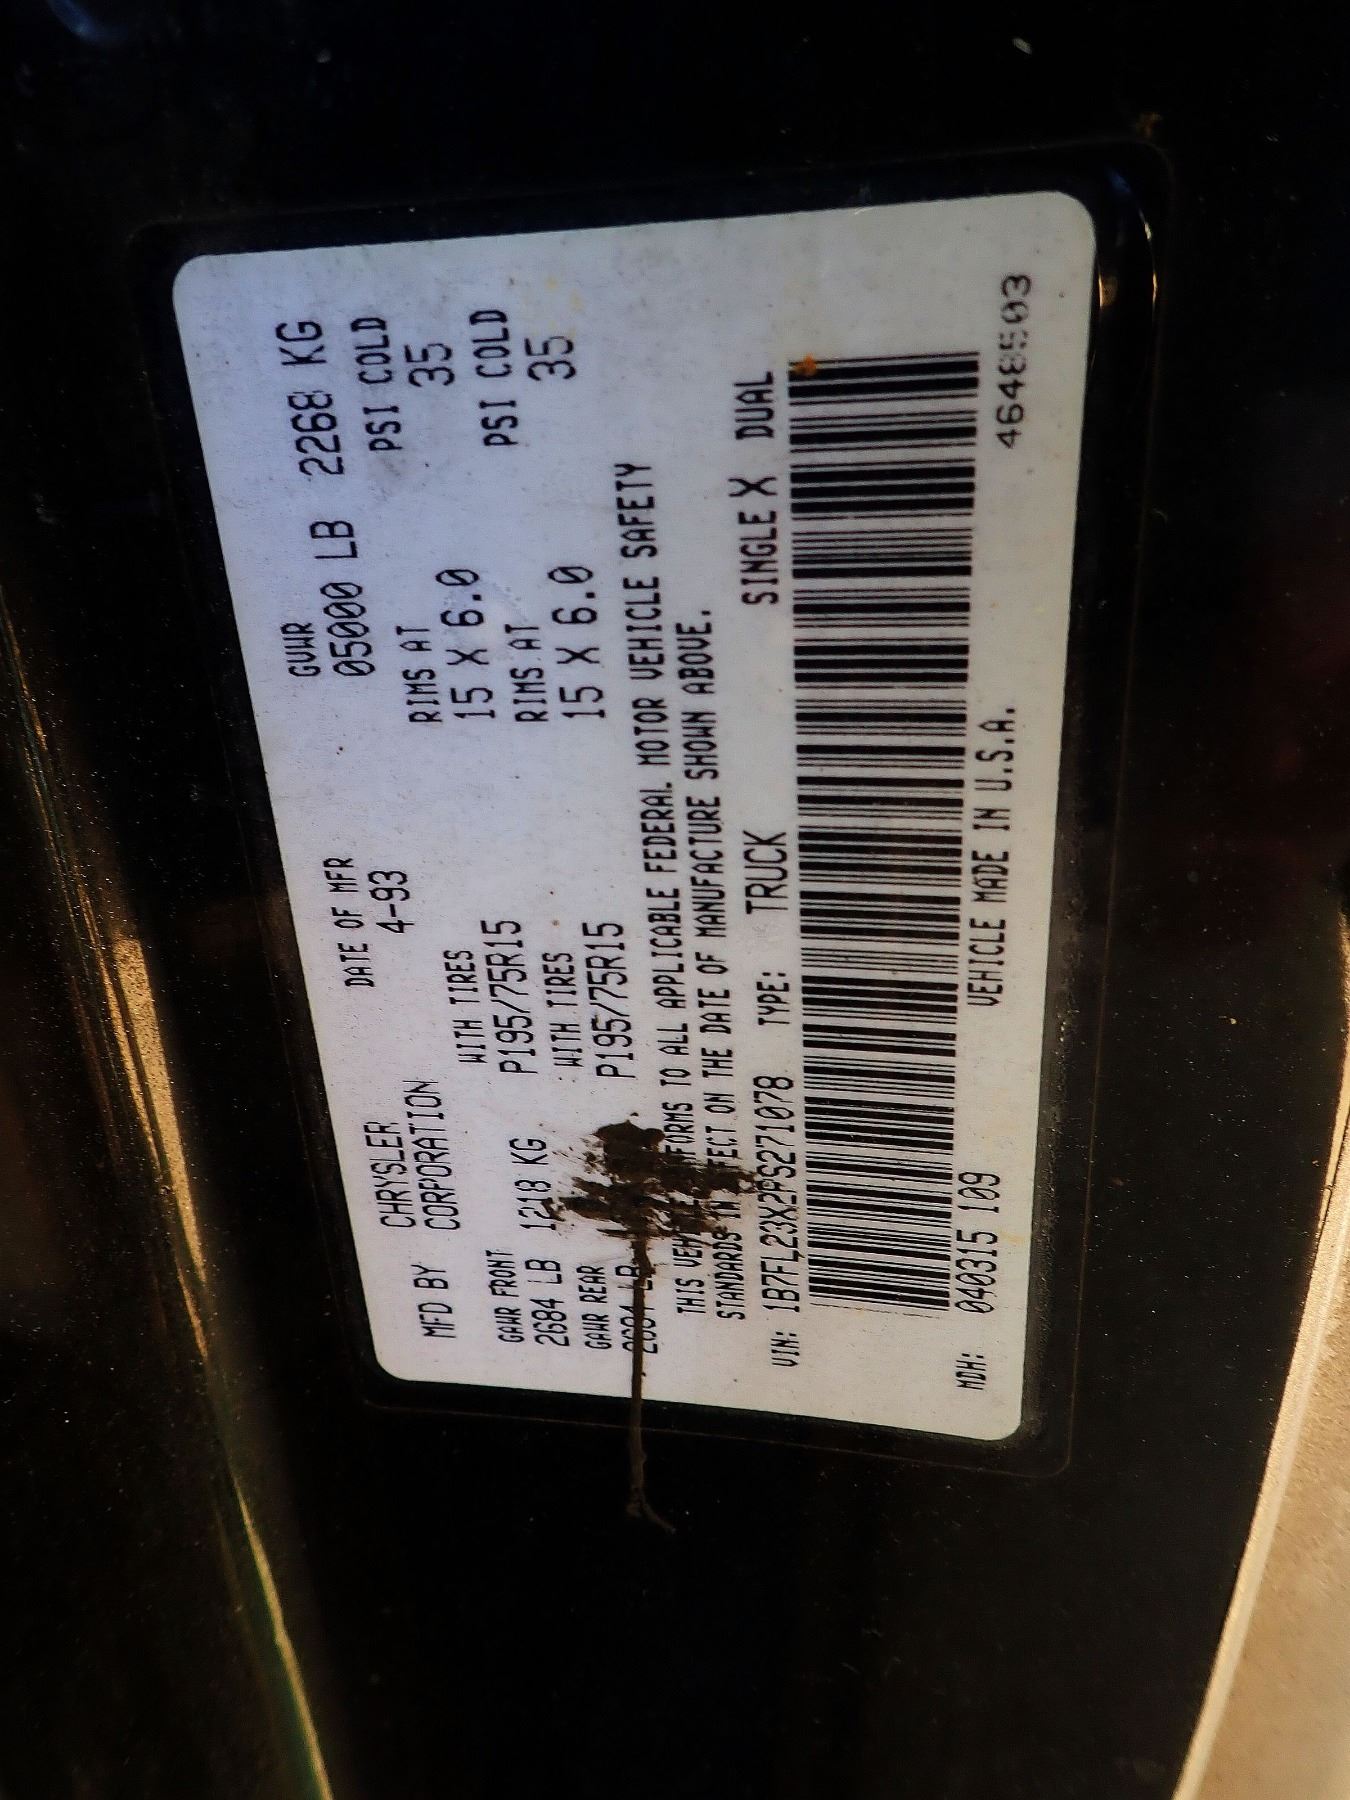 MFD BY CHRYSLER CORPORATION DATE OF MFR 4-93 GVWR 05000 LB 2268 KG
GAWR FRONT WITH TIRES RIMS AT PSI COLD
2684 LB 1218 KG P195/75R15 15 X 6.0 35
GAWR REAR WITH TIRES RIMS AT PSI COLD
LB P195/75R15 15 X 6.0 35
THIS TO ALL APPLICABLE FEDERAL MOTOR VEHICLE SAFETY
STANDARDS IN ON THE DATE OF MANUFACTURE SHOWN ABOVE.
VIN: 1B7FL23X2PS271078 TYPE: TRUCK SINGLE X DUAL
MDH: 040315 109 VEHICLE MADE IN U.S.A. 4648503